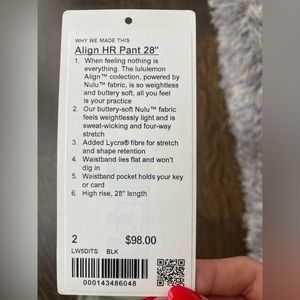 WHY WE MADE THIS
Align HR Pant 28"
1. When feeling nothing is
everything. The lululemon
Align™ colection, powered by
Nulu™ fabric, is so weightless
and buttery soft, all you feel
is your practice
2. Our buttery-soft Nulu™ fabric
feels weightlessly light and is
sweat-wicking and four-way
stretch
3. Added Lycra® fibre for stretch
and shape retention
4. Waistband lies flat and won't
dig in
5. Waistband pocket holds your key
or card
6. High rise, 28" length
2 $98.00
LW5DITS BLK
000143486048